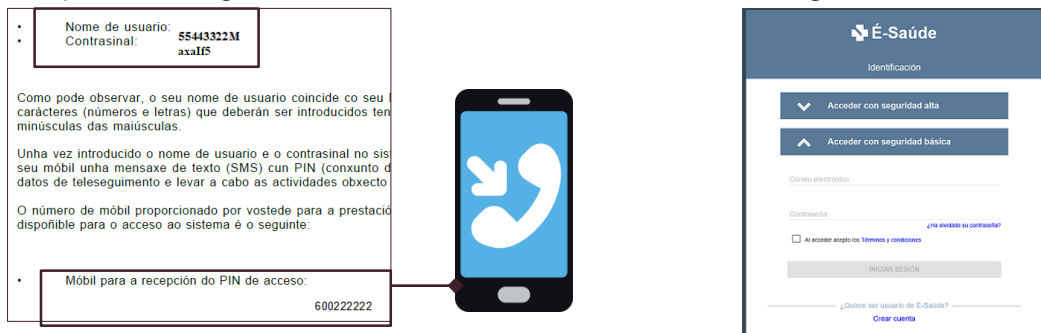 • Nome de usuario: 55443322M
• Contrasinal: axaIf5
Como pode observar, o seu nome de usuario coincide co seu
carácteres (números e letras) que deberán ser introducidos ten
minúsculas das maiúsculas.
Unha vez introducido o nome de usuario e o contrasinal no sis
seu móbil unha mensaxe de texto (SMS) cun PIN (conxunto d
datos de teleseguimento e levar a cabo as actividades obxecto
O número de móbil proporcionado por vostede para a prestació
dispoñible para o acceso ao sistema é o seguinte:
• Móbil para a recepción do PIN de acceso:
600222222
É-Saúde
Identificación
Acceder con seguridad alta
Acceder con seguridad básica
Correo electrónico
Contraseña
¿Ha olvidado su contraseña?
Al acceder acepto los Términos y condiciones
INICIAR SESIÓN
¿Quiere ser usuario de É-Saúde?
Crear cuenta